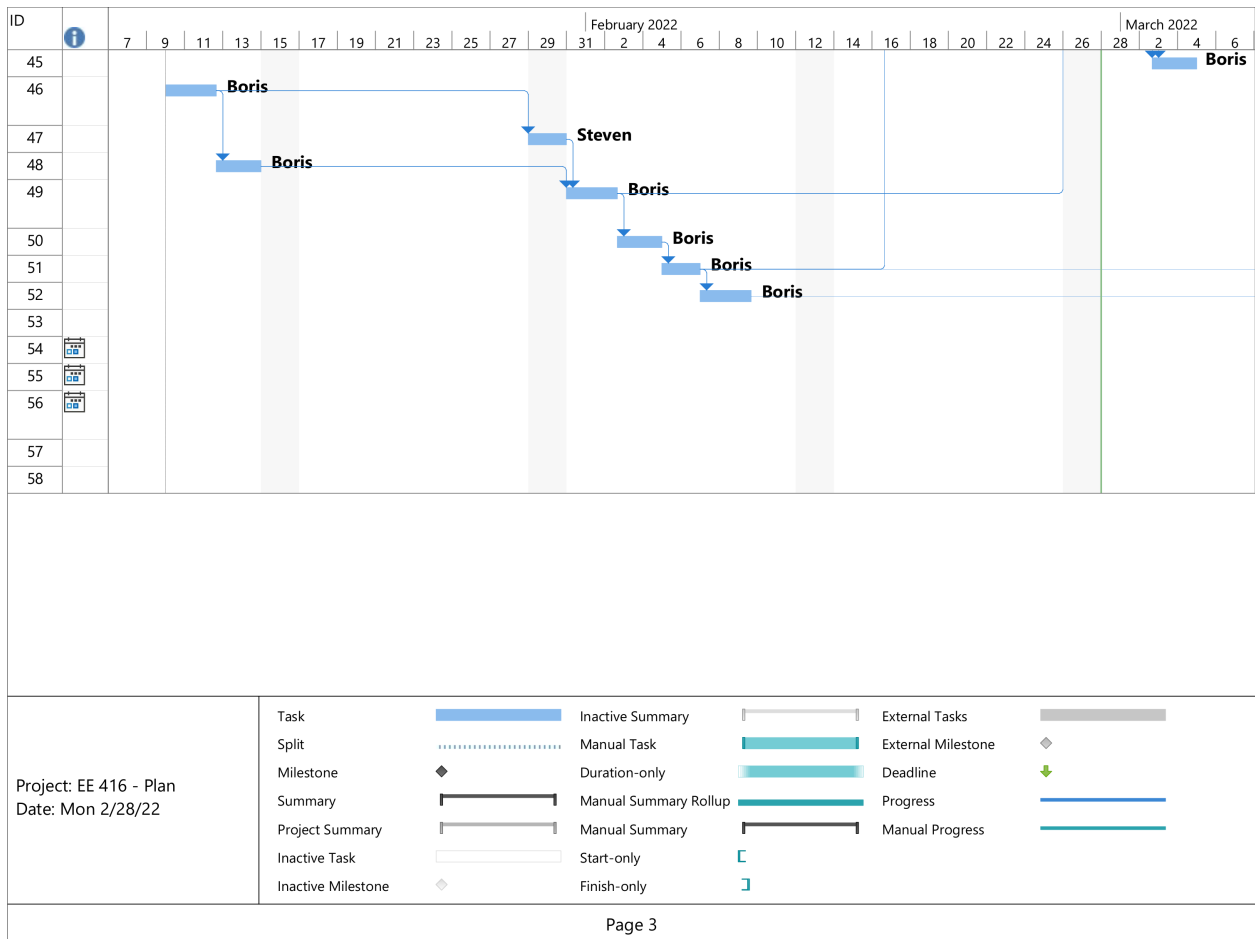 ID
February 2022
March 2022
7 9 11 13 15 17 19 21 23 25 27 29 31 2 4 6 8 10 12 14 16 18 20 22 24 26 28 2 4 6
45 Boris
46 Boris
47 Steven
48 Boris
49 Boris
50 Boris
51 Boris
52 Boris
53
54
55
56
57
58
Project: EE 416 - Plan
Date: Mon 2/28/22
Task
Split
Milestone
Summary
Project Summary
Inactive Task
Inactive Milestone
Inactive Summary
Manual Task
Duration-only
Manual Summary Rollup
Manual Summary
Start-only
Finish-only
External Tasks
External Milestone
Deadline
Progress
Manual Progress
Page 3